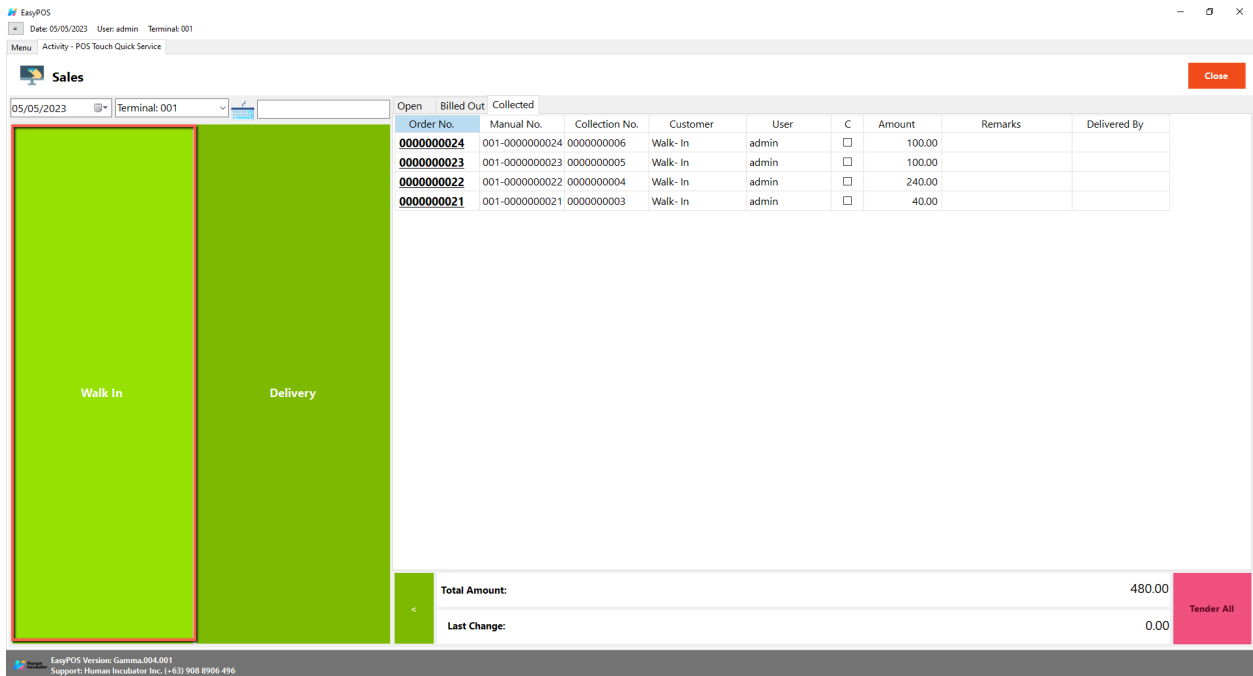 EasyPOS
Date: 05/05/2023 User: admin Terminal: 001
Menu Activity - POS Touch Quick Service
Sales
Close
05/05/2023 Terminal: 001
Open Billed Out Collected
Order No. Manual No. Collection No. Customer User C Amount Remarks Delivered By
0000000024 001-0000000024 0000000006 Walk- In admin 100.00
0000000023 001-0000000023 0000000005 Walk- In admin 100.00
0000000022 001-0000000022 0000000004 Walk- In admin 240.00
0000000021 001-0000000021 0000000003 Walk- In admin 40.00
Walk In Delivery
< Total Amount: 480.00
Tender All
Last Change: 0.00
Human Incubator
EasyPOS Version: Gamma.004.001
Support: Human Incubator Inc. (+63) 908 8906 496